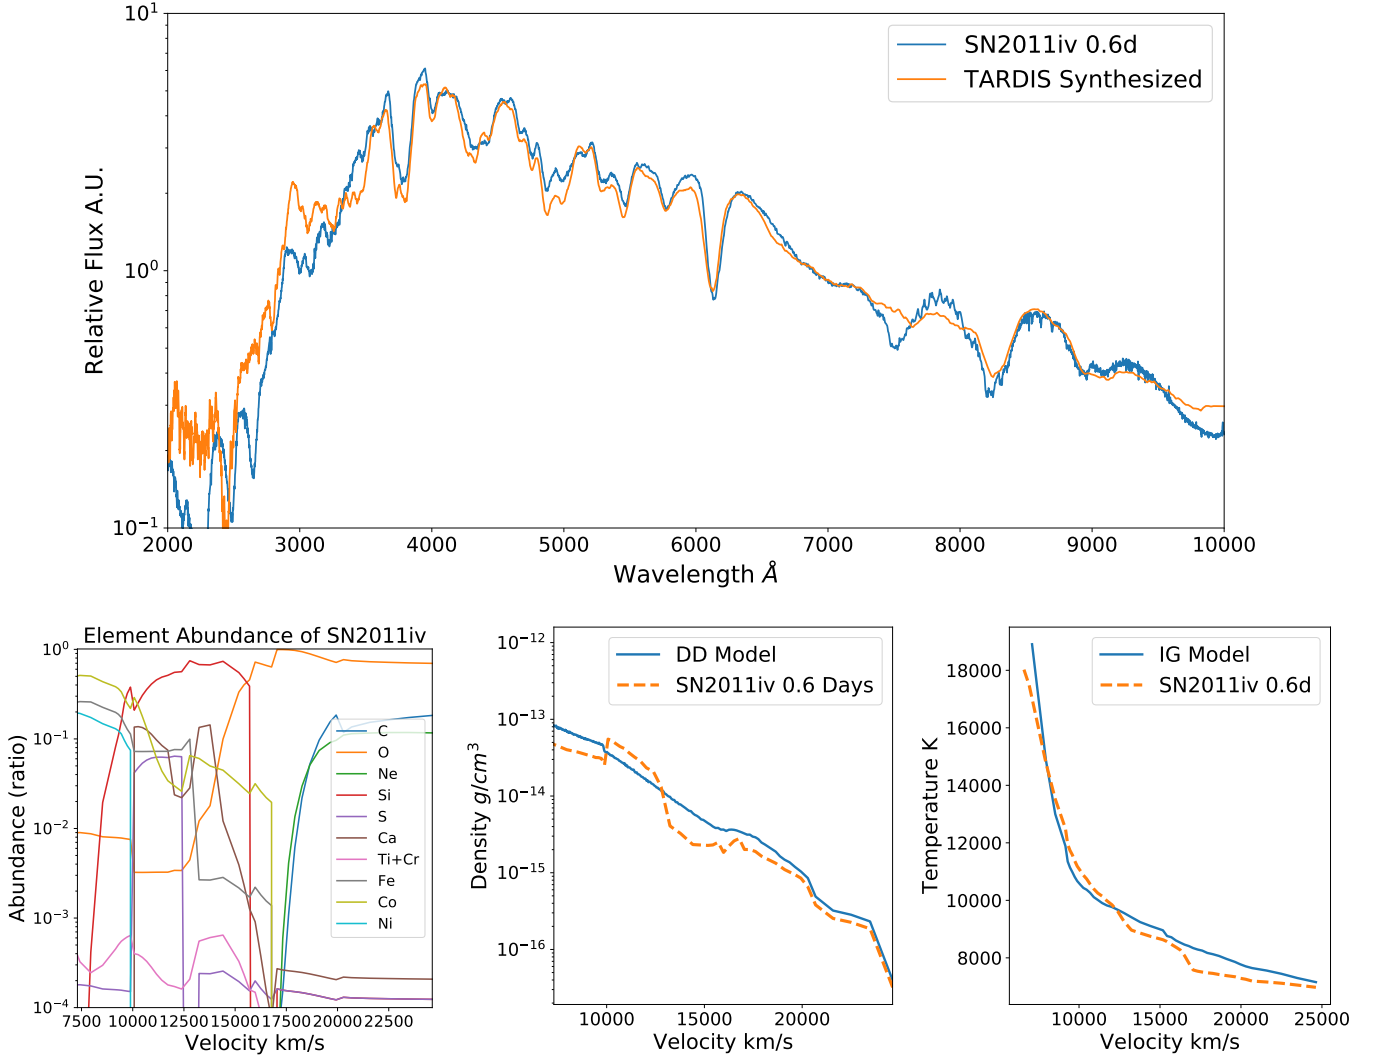 10^1
10^0
10^-1
Relative Flux A.U.
SN2011iv 0.6d
TARDIS Synthesized
2000 3000 4000 5000 6000 7000 8000 9000 10000
Wavelength Å
Element Abundance of SN2011iv
10^0
10^-1
10^-2
10^-3
10^-4
Abundance (ratio)
C
O
Ne
Si
S
Ca
Ti+Cr
Fe
Co
Ni
7500 10000 12500 15000 17500 20000 22500
Velocity km/s
10^-12
10^-13
10^-14
10^-15
10^-16
Density g/cm^3
DD Model
SN2011iv 0.6 Days
10000 15000 20000
Velocity km/s
18000
16000
14000
12000
10000
8000
Temperature K
IG Model
SN2011iv 0.6d
10000 15000 20000 25000
Velocity km/s